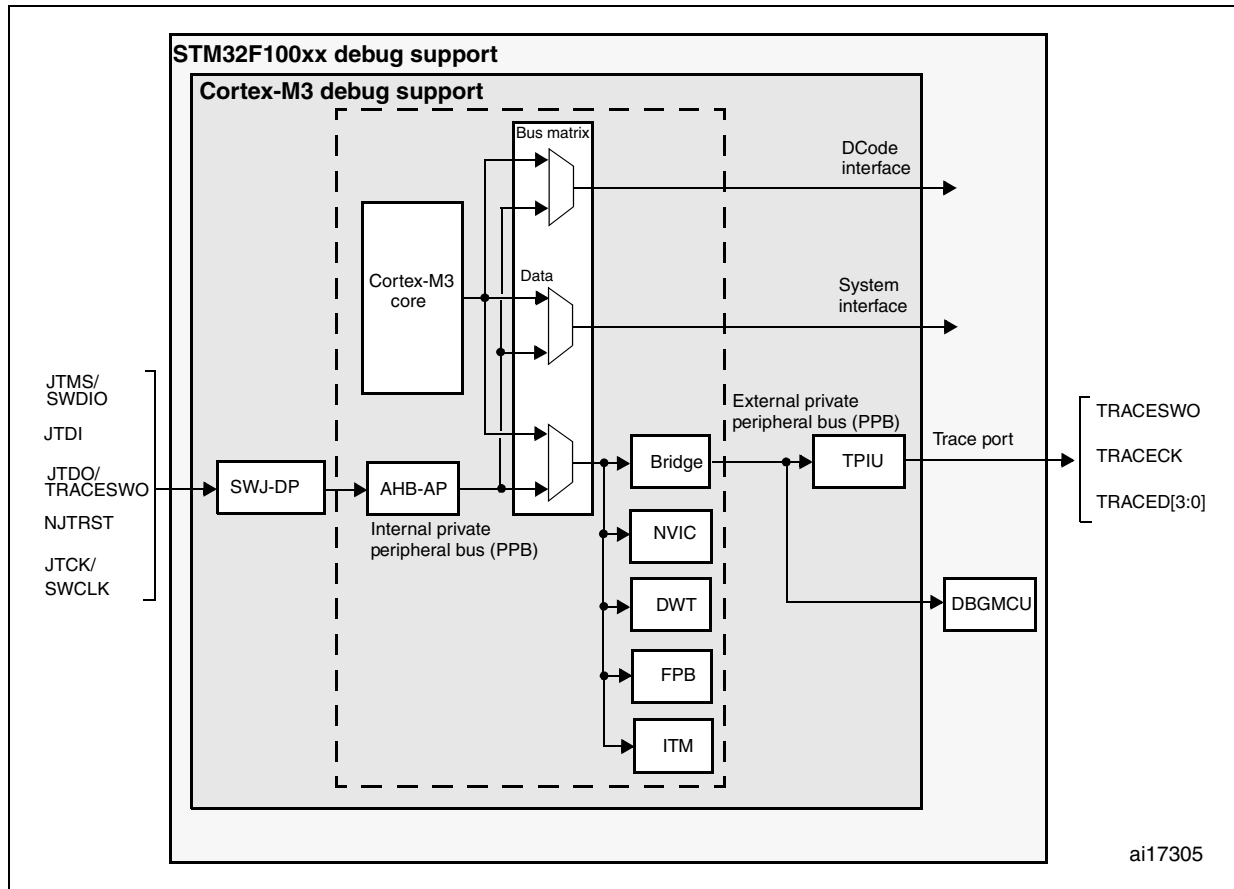 STM32F100xx debug support
Cortex-M3 debug support
Bus matrix
DCode
interface
Cortex-M3
core
Data
System
interface
JTMS/
SWDIO
JTDI
JTDO/
TRACESWO
NJTRST
JTCK/
SWCLK
SWJ-DP
AHB-AP
Internal private
peripheral bus (PPB)
Bridge
NVIC
DWT
FPB
ITM
External private
peripheral bus (PPB)
TPIU
Trace port
TRACESWO
TRACECK
TRACED[3:0]
DBGMCU
ai17305